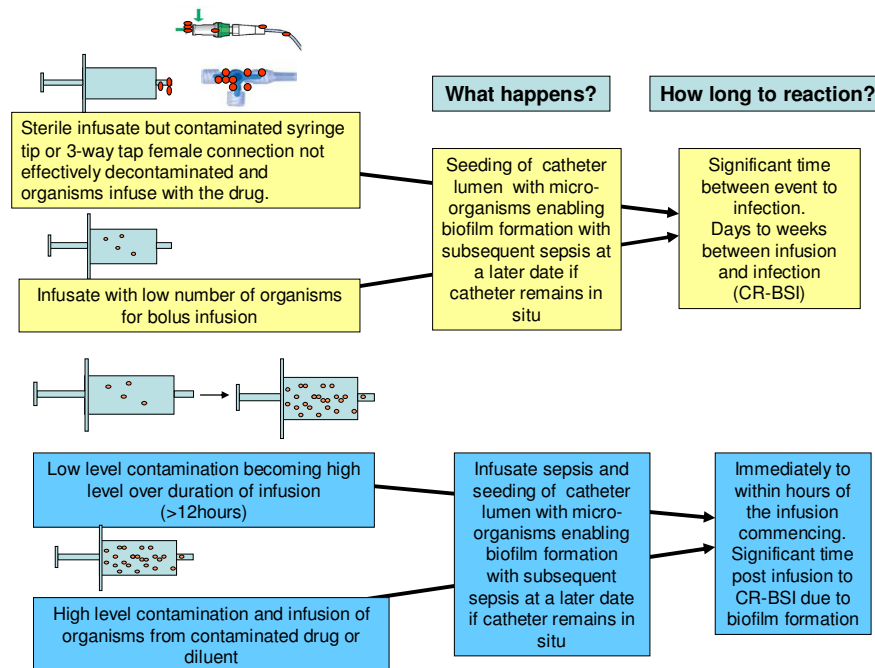 What happens?
How long to reaction?
Sterile infusate but contaminated syringe
tip or 3-way tap female connection not
effectively decontaminated and
organisms infuse with the drug.
Seeding of catheter
lumen with micro-
organisms enabling
biofilm formation with
subsequent sepsis at
a later date if
catheter remains in
situ
Significant time
between event to
infection.
Days to weeks
between infusion
and infection
(CR-BSI)
Infusate with low number of organisms
for bolus infusion
Low level contamination becoming high
level over duration of infusion
(>12hours)
Infusate sepsis and
seeding of catheter
lumen with micro-
organisms enabling
biofilm formation
with subsequent
sepsis at a later date
if catheter remains in
situ
Immediately to
within hours of
the infusion
commencing.
Significant time
post infusion to
CR-BSI due to
biofilm formation
High level contamination and infusion of
organisms from contaminated drug or
diluent